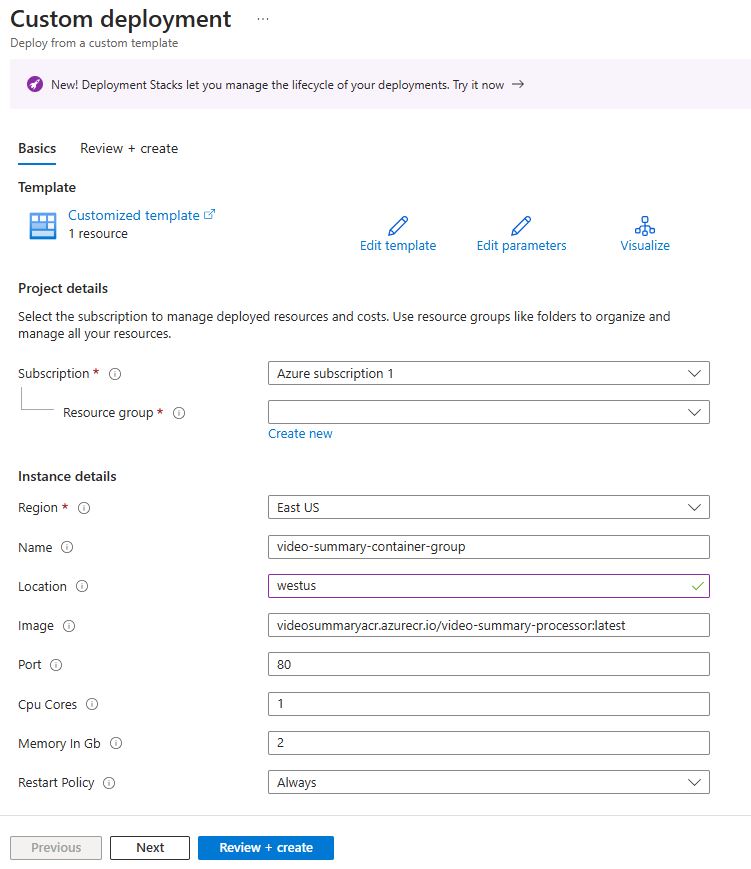 Custom deployment ...
Deploy from a custom template
New! Deployment Stacks let you manage the lifecycle of your deployments. Try it now →
Basics Review + create
Template
Customized template
1 resource
Edit template Edit parameters Visualize
Project details
Select the subscription to manage deployed resources and costs. Use resource groups like folders to organize and
manage all your resources.
Subscription * Azure subscription 1
Resource group *
Create new
Instance details
Region * East US
Name video-summary-container-group
Location westus
Image videosummaryacr.azurecr.io/video-summary-processor:latest
Port 80
Cpu Cores 1
Memory In Gb 2
Restart Policy Always
Previous Next Review + create